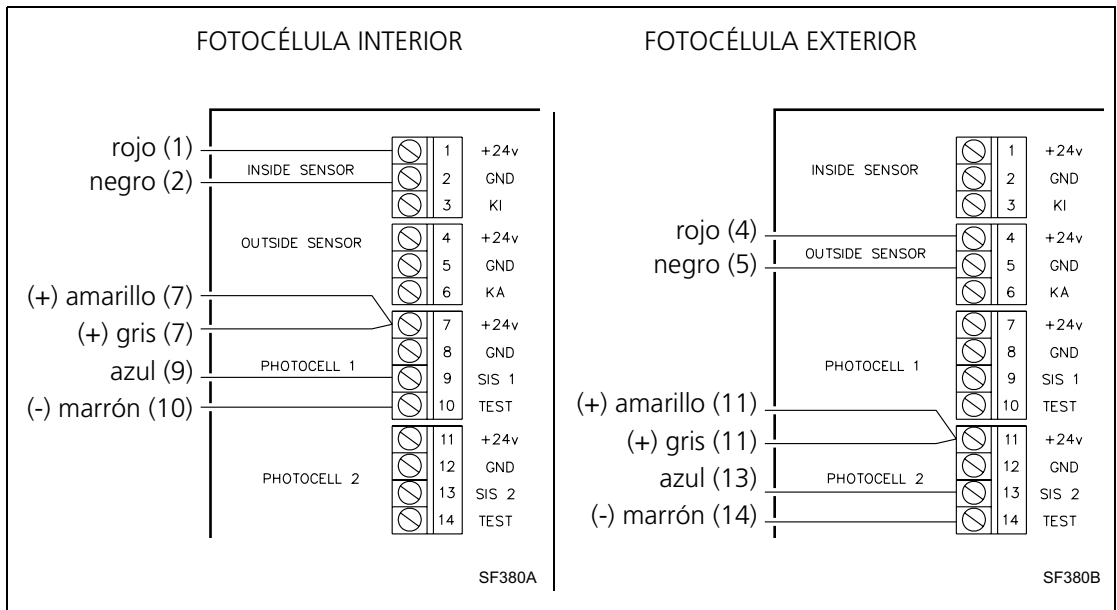 FOTOCÉLULA INTERIOR
rojo (1)
negro (2)
(+) amarillo (7)
(+) gris (7)
azul (9)
(-) marrón (10)
INSIDE SENSOR
OUTSIDE SENSOR
PHOTOCELL 1
PHOTOCELL 2
1 +24v
2 GND
3 KI
4 +24v
5 GND
6 KA
7 +24v
8 GND
9 SIS 1
10 TEST
11 +24v
12 GND
13 SIS 2
14 TEST
SF380A
FOTOCÉLULA EXTERIOR
rojo (4)
negro (5)
(+) amarillo (11)
(+) gris (11)
azul (13)
(-) marrón (14)
INSIDE SENSOR
OUTSIDE SENSOR
PHOTOCELL 1
PHOTOCELL 2
1 +24v
2 GND
3 KI
4 +24v
5 GND
6 KA
7 +24v
8 GND
9 SIS 1
10 TEST
11 +24v
12 GND
13 SIS 2
14 TEST
SF380B